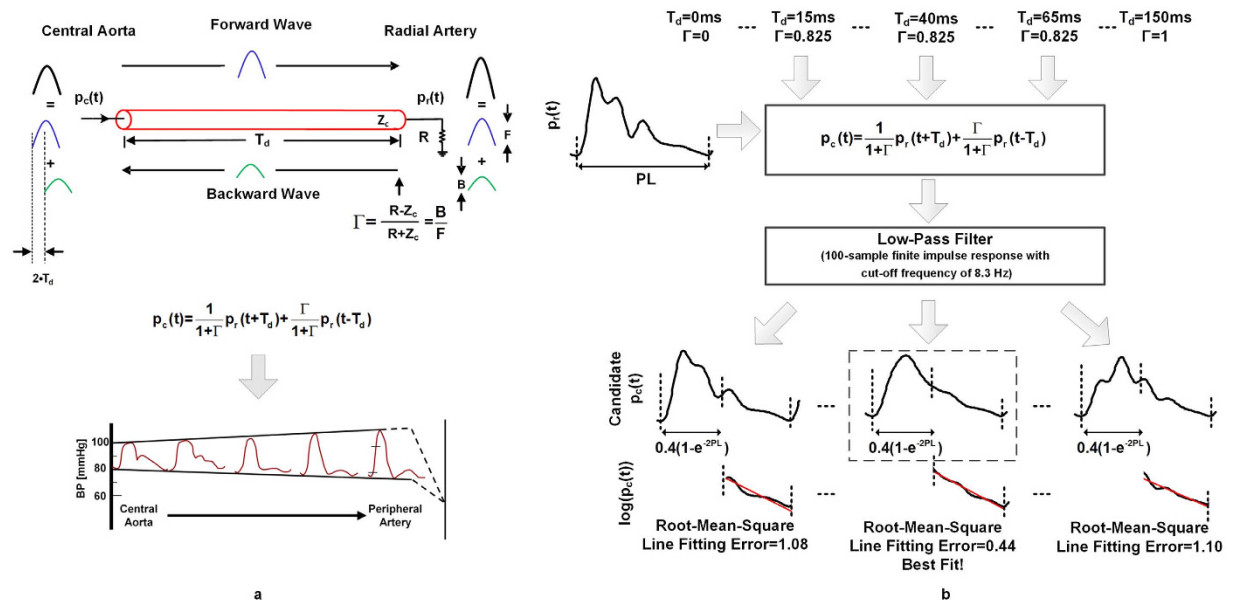 Central Aorta
Forward Wave
Radial Artery
p_c(t)
p_r(t)
=
=
Z_c
R
F
T_d
+
+
Backward Wave
B
Γ= R-Z_c / R+Z_c = B / F
2•T_d
p_c(t)= 1 / 1+Γ p_r(t+T_d)+ Γ / 1+Γ p_r(t-T_d)
BP [mmHg]
100
80
60
Central
Aorta
Peripheral
Artery
a
T_d=0ms
Γ=0
---
T_d=15ms
Γ=0.825
---
T_d=40ms
Γ=0.825
---
T_d=65ms
Γ=0.825
---
T_d=150ms
Γ=1
p_r(t)
PL
p_c(t)= 1 / 1+Γ p_r(t+T_d)+ Γ / 1+Γ p_r(t-T_d)
Low-Pass Filter
(100-sample finite impulse response with
cut-off frequency of 8.3 Hz)
Candidate
p_c(t)
0.4(1-e^-2PL)
---
0.4(1-e^-2PL)
---
0.4(1-e^-2PL)
log(p_c(t))
---
---
Root-Mean-Square
Line Fitting Error=1.08
Root-Mean-Square
Line Fitting Error=0.44
Best Fit!
Root-Mean-Square
Line Fitting Error=1.10
b